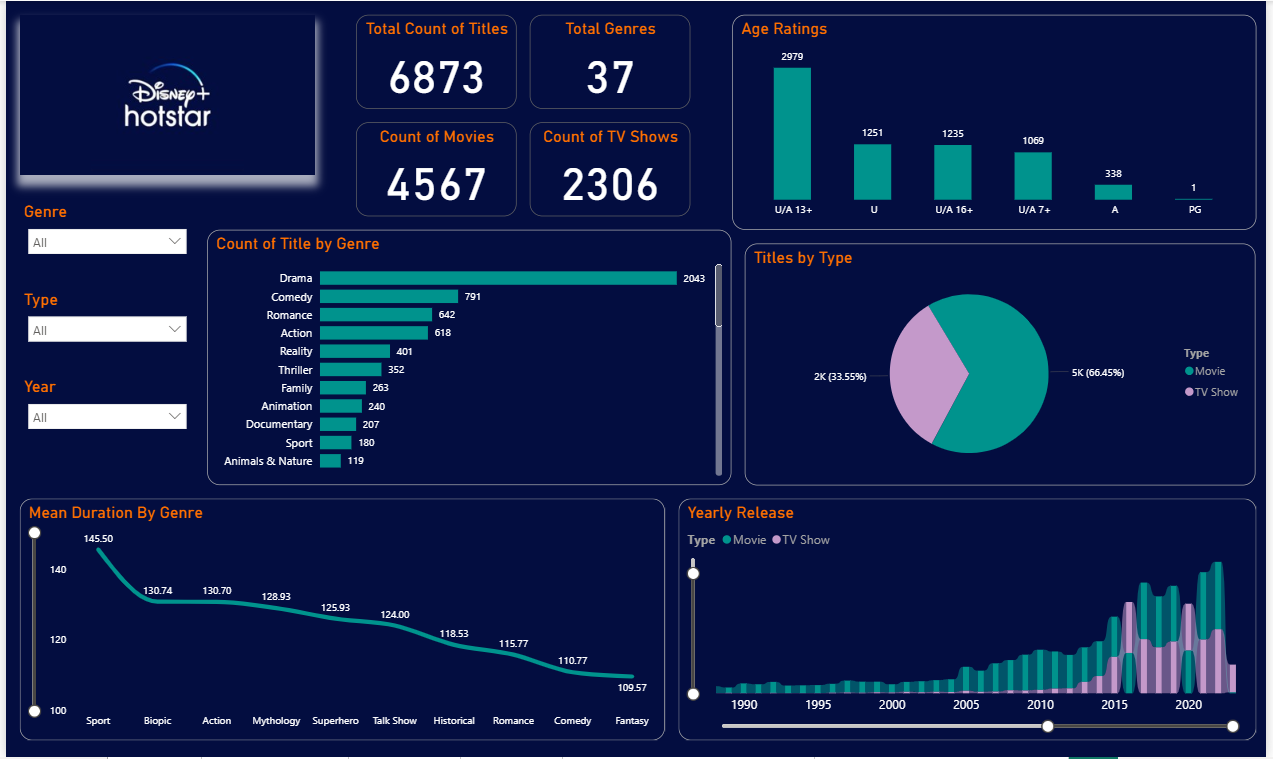 Disney+
hotstar
Total Count of Titles
6873
Total Genres
37
Count of Movies
4567
Count of TV Shows
2306
Age Ratings
2979
1251
1235
1069
338
1
U/A 13+
U
U/A 16+
U/A 7+
A
PG
Genre
All
Type
All
Year
All
Count of Title by Genre
Drama 2043
Comedy 791
Romance 642
Action 618
Reality 401
Thriller 352
Family 263
Animation 240
Documentary 207
Sport 180
Animals & Nature 119
Titles by Type
2K (33.55%)
5K (66.45%)
Type
Movie
TV Show
Mean Duration By Genre
140
120
100
145.50
130.74
130.70
128.93
125.93
124.00
118.53
115.77
110.77
109.57
Sport
Biopic
Action
Mythology
Superhero
Talk Show
Historical
Romance
Comedy
Fantasy
Yearly Release
Type Movie TV Show
1990
1995
2000
2005
2010
2015
2020